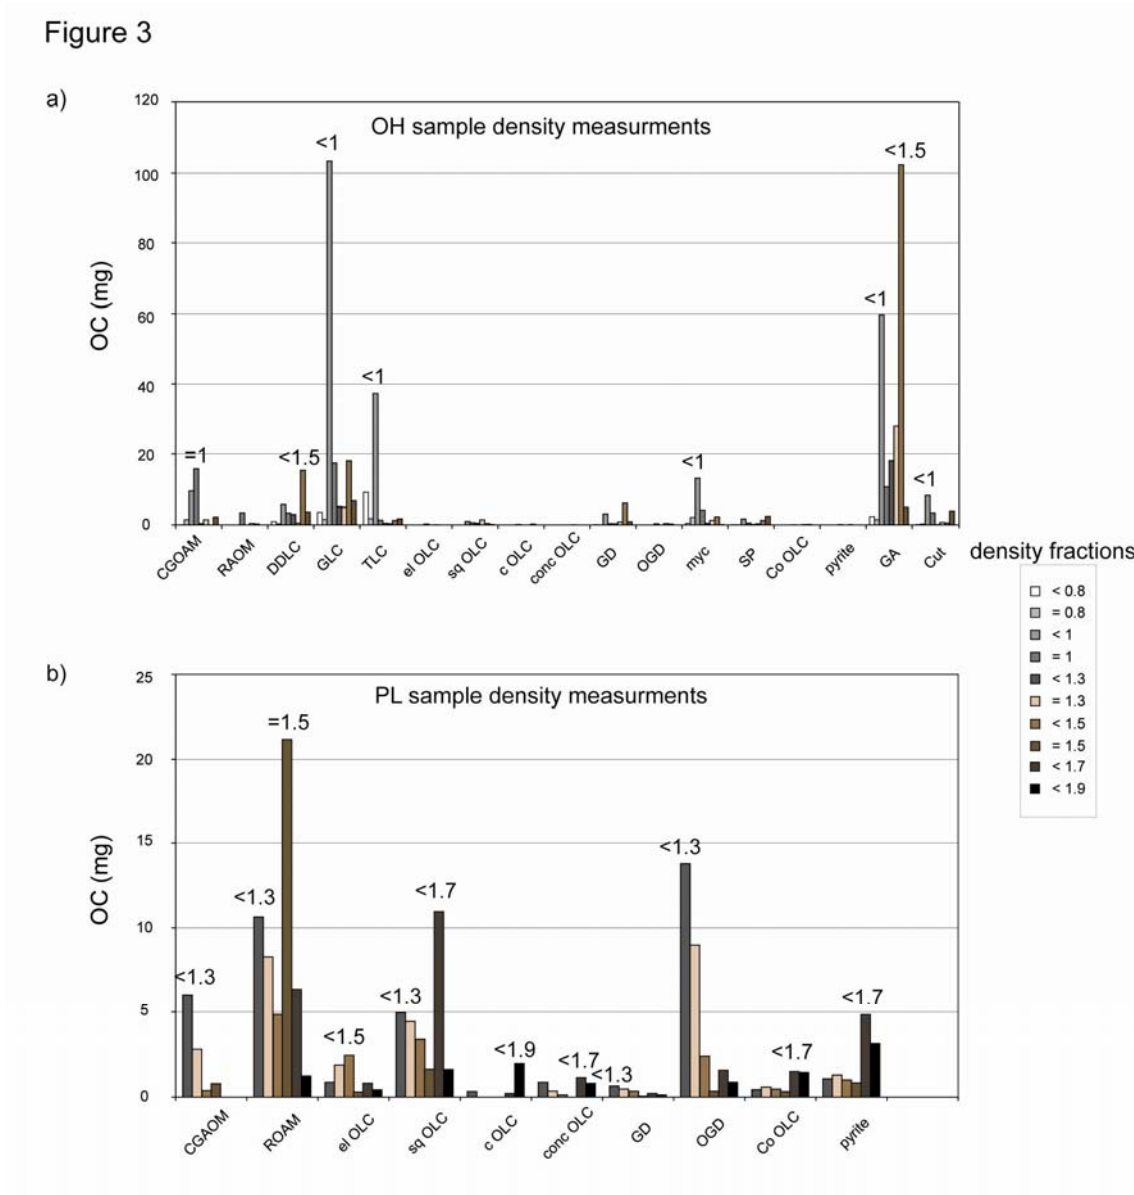 Figure 3
a)
OH sample density measurments
OC (mg)
120
100
80
60
40
20
0
=1
<1.5
<1
<1
<1
<1
<1.5
<1
CGOAM
RAOM
DDLC
GLC
TLC
el OLC
sq OLC
c OLC
conc OLC
GD
OGD
myc
SP
Co OLC
pyrite
GA
Cut
density fractions
< 0.8
= 0.8
< 1
= 1
< 1.3
= 1.3
< 1.5
= 1.5
< 1.7
< 1.9
b)
PL sample density measurments
OC (mg)
25
20
15
10
5
0
<1.3
<1.3
=1.5
<1.5
<1.3
<1.7
<1.9
<1.7
<1.3
<1.3
<1.7
<1.7
CGAOM
ROAM
el OLC
sq OLC
c OLC
conc OLC
GD
OGD
Co OLC
pyrite